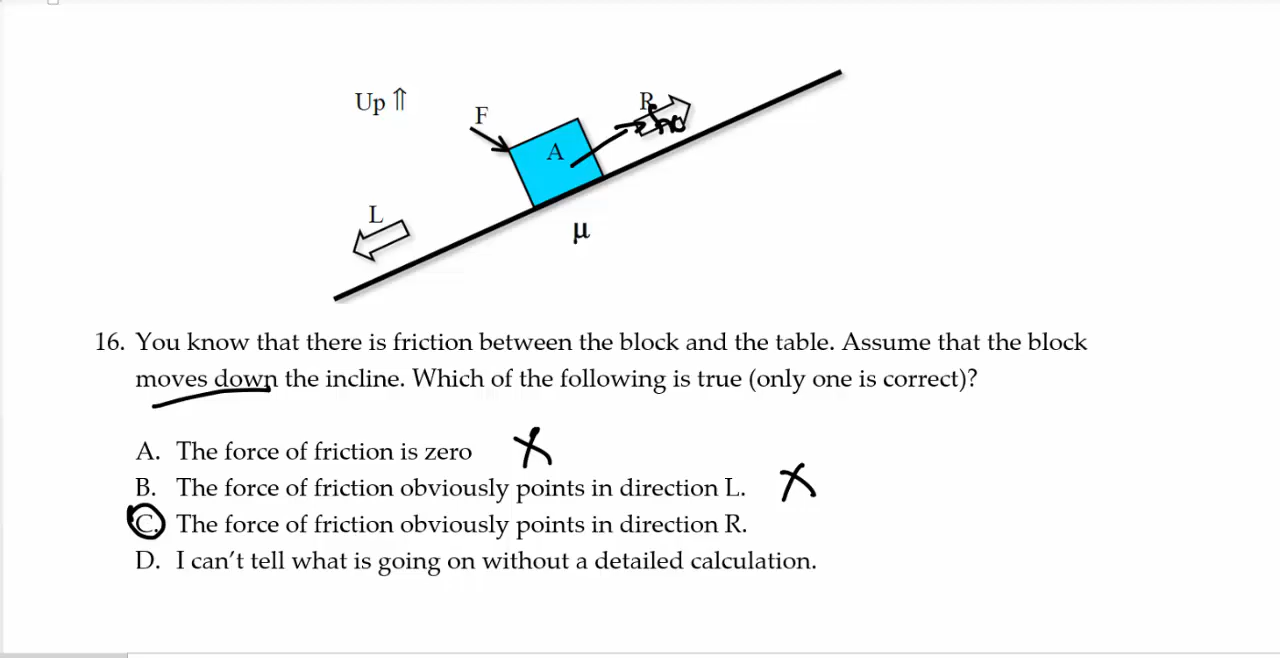 Up ⇑
F
R
A
L
μ
16. You know that there is friction between the block and the table. Assume that the block
moves down the incline. Which of the following is true (only one is correct)?
A. The force of friction is zero
B. The force of friction obviously points in direction L.
C. The force of friction obviously points in direction R.
D. I can't tell what is going on without a detailed calculation.